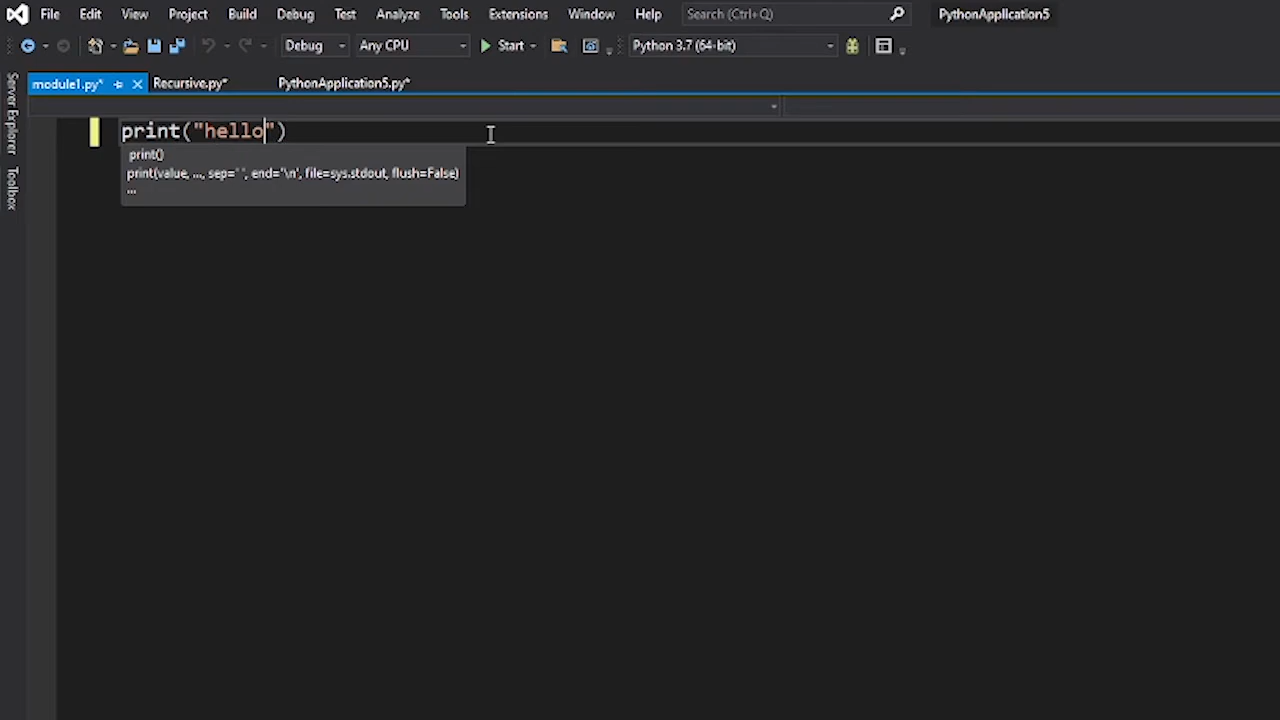 File Edit View Project Build Debug Test Analyze Tools Extensions Window Help Search (Ctrl+Q) PythonApplication5
Debug Any CPU Start Python 3.7 (64-bit)
module1.py* Recursive.py* PythonApplication5.py*
Server Explorer
Toolbox
print("hello")
print()
print(value, ..., sep=' ', end='\n', file=sys.stdout, flush=False)
...